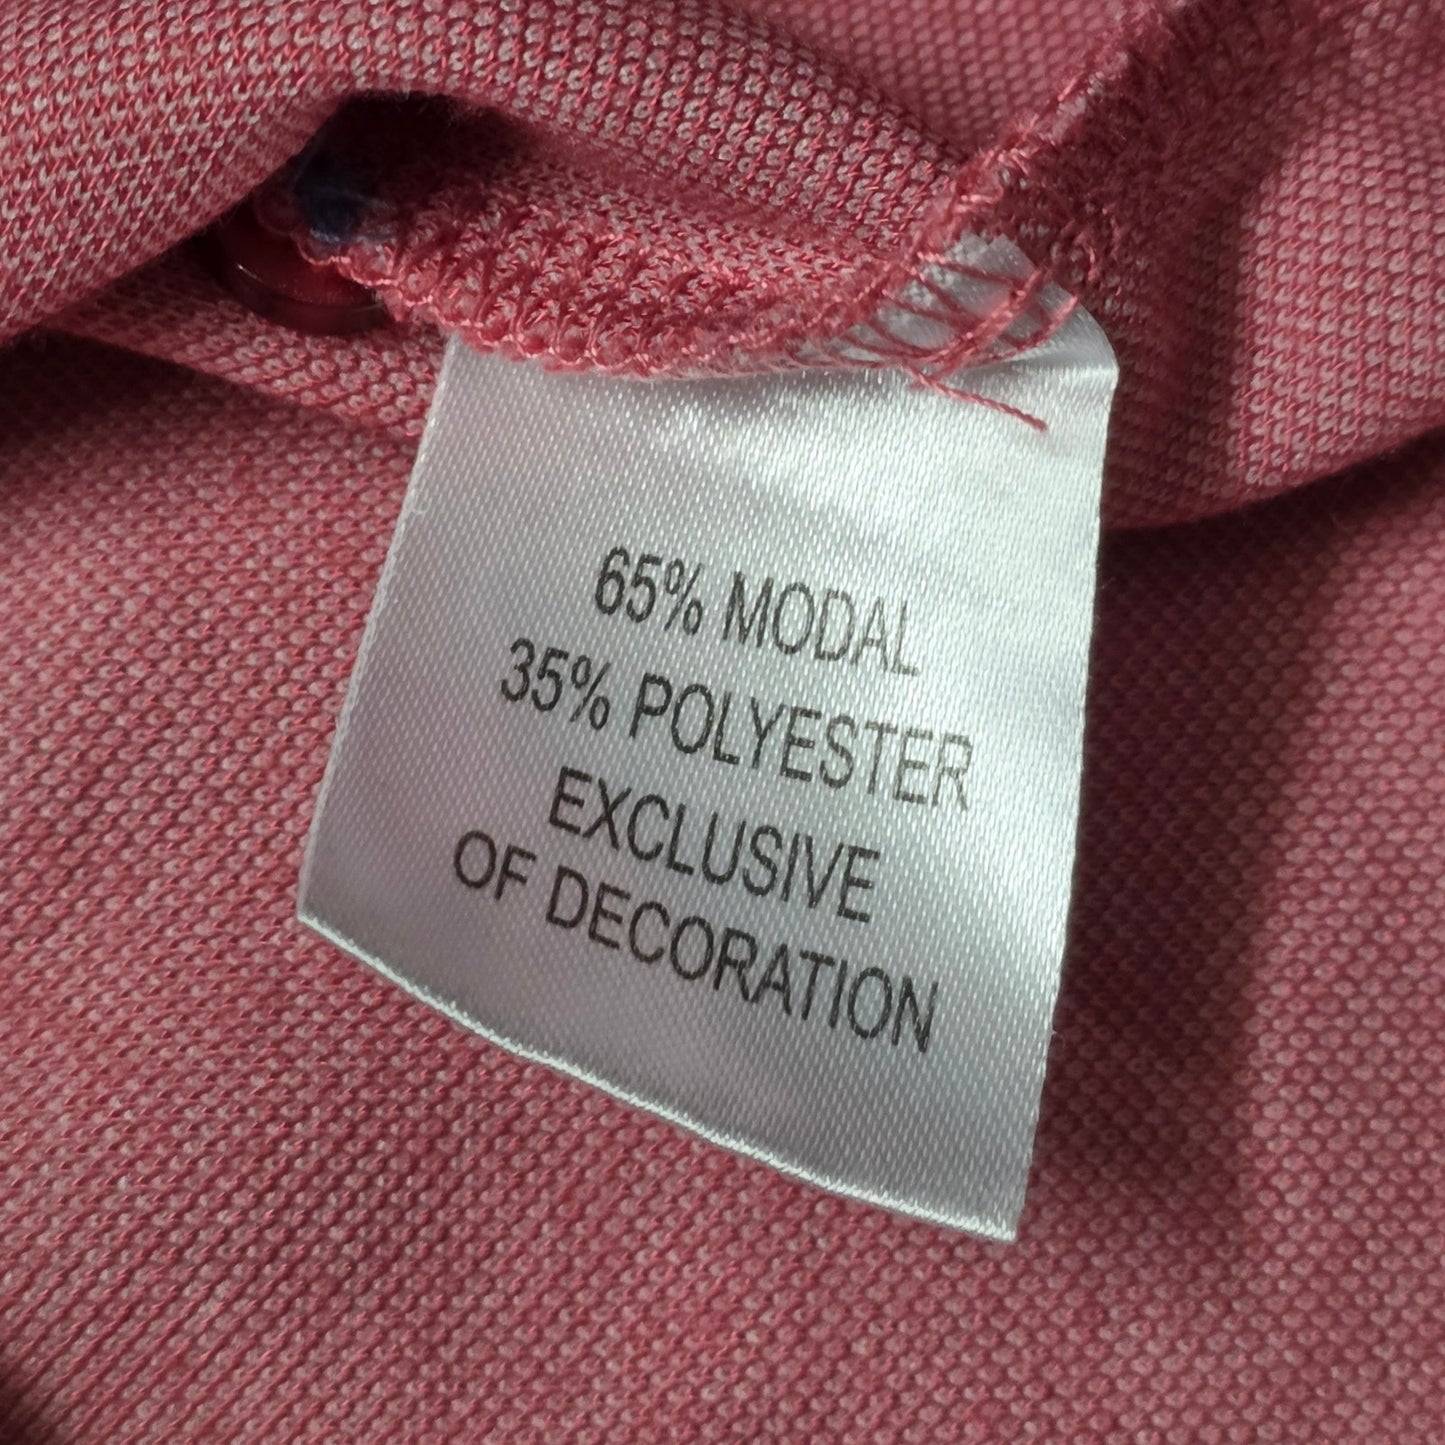 65% MODAL
35% POLYESTER
EXCLUSIVE
OF DECORATION